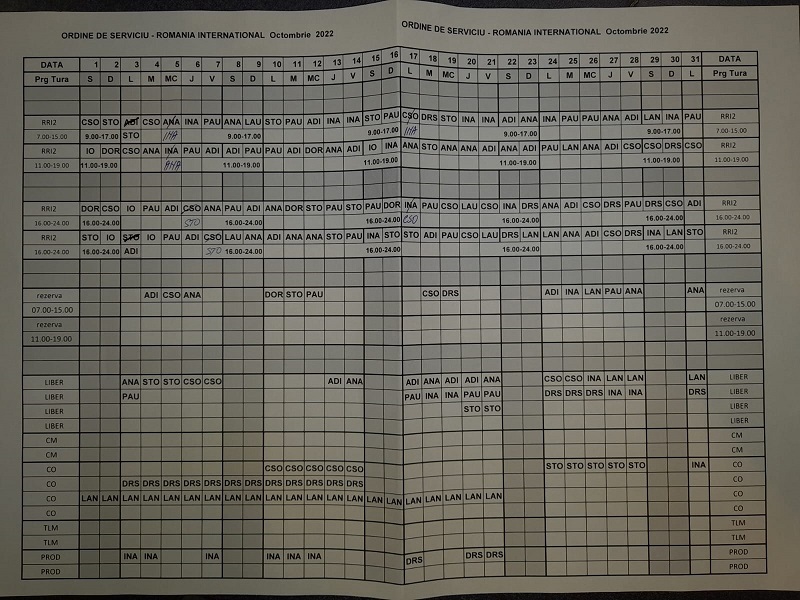 ORDINE DE SERVICIU - ROMANIA INTERNATIONAL Octombrie 2022 ORDINE DE SERVICIU - ROMANIA INTERNATIONAL Octombrie 2022
DATA 1 2 3 4 5 6 7 8 9 10 11 12 13 14 15 16 17 18 19 20 21 22 23 24 25 26 27 28 29 30 31 DATA
Prg Tura S D L M MC J V S D L M MC J V S D L M MC J V S D L M MC J V S D L Prg Tura
RRI2 CSO STO ADI CSO ANA INA PAU ANA LAU STO PAU ADI INA INA STO PAU CSO DRS STO INA INA ADI ANA INA PAU PAU ANA ADI LAN INA PAU RRI2
7.00-15.00 9.00-17.00 STO INA 9.00-17.00 9.00-17.00 INA 9.00-17.00 9.00-17.00 7.00-15.00
RRI2 IO DOR CSO ANA INA PAU ADI ANA ADI PAU ADI DOR ANA ADI IO INA ANA STO ANA ANA ADI ANA ADI PAU LAN ANA ADI CSO CSO DRS CSO RRI2
11.00-19.00 11.00-19.00 ANA 11.00-19.00 11.00-19.00 11.00-19.00 11.00-19.00 11.00-19.00
RRI2 DOR CSO IO PAU ADI CSO ANA PAU ADI ANA DOR STO PAU STO PAU DOR INA PAU CSO LAU CSO INA DRS ANA ADI CSO DRS PAU DRS CSO ADI RRI2
16.00-24.00 16.00-24.00 STO 16.00-24.00 16.00-24.00 CSO 16.00-24.00 16.00-24.00 16.00-24.00
RRI2 STO IO STO IO PAU ADI CSO LAU ANA ADI ANA ANA STO PAU INA STO STO ADI PAU CSO LAU DRS LAN LAN ANA ADI CSO DRS INA LAN STO RRI2
16.00-24.00 16.00-24.00 ADI STO 16.00-24.00 16.00-24.00 16.00-24.00 16.00-24.00 16.00-24.00
rezerva ADI CSO ANA DOR STO PAU CSO DRS ADI INA LAN PAU ANA ANA rezerva
07.00-15.00 07.00-15.00
rezerva rezerva
11.00-19.00 11.00-19.00
LIBER ANA STO STO CSO CSO ADI ANA ADI ANA ADI ADI ANA CSO CSO INA LAN LAN LAN LIBER
LIBER PAU PAU INA INA PAU PAU DRS DRS DRS INA INA DRS LIBER
LIBER STO STO LIBER
LIBER LIBER
CM CM
CM CM
CO CSO CSO CSO CSO CSO STO STO STO STO STO INA CO
CO DRS DRS DRS DRS DRS DRS DRS DRS DRS DRS DRS DRS CO
CO LAN LAN LAN LAN LAN LAN LAN LAN LAN LAN LAN LAN LAN LAN LAN LAN LAN LAN LAN LAN LAN CO
CO CO
TLM TLM
TLM TLM
PROD INA INA INA INA INA INA DRS DRS DRS PROD
PROD PROD